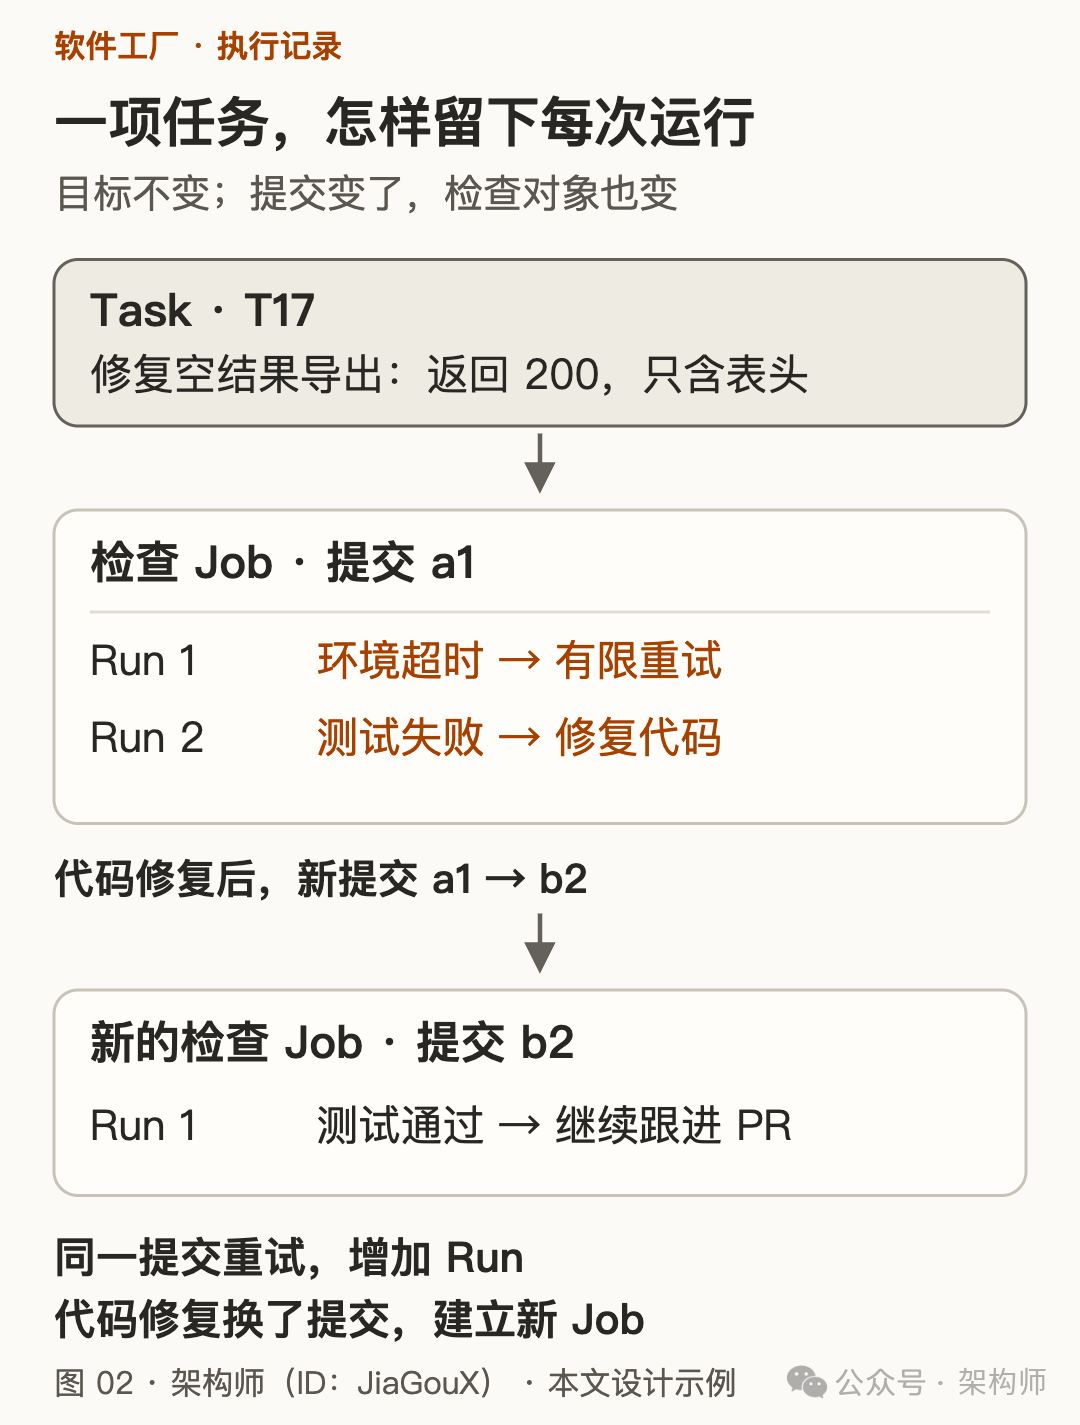 软件工厂 · 执行记录
一项任务，怎样留下每次运行
目标不变；提交变了，检查对象也变
Task · T17
修复空结果导出：返回 200，只含表头
检查 Job · 提交 a1
Run 1 环境超时 → 有限重试
Run 2 测试失败 → 修复代码
代码修复后，新提交 a1 → b2
新的检查 Job · 提交 b2
Run 1 测试通过 → 继续跟进 PR
同一提交重试，增加 Run
代码修复换了提交，建立新 Job
图 02 · 架构师（ID：JiaGouX） · 本文设计示例
公众号 · 架构师